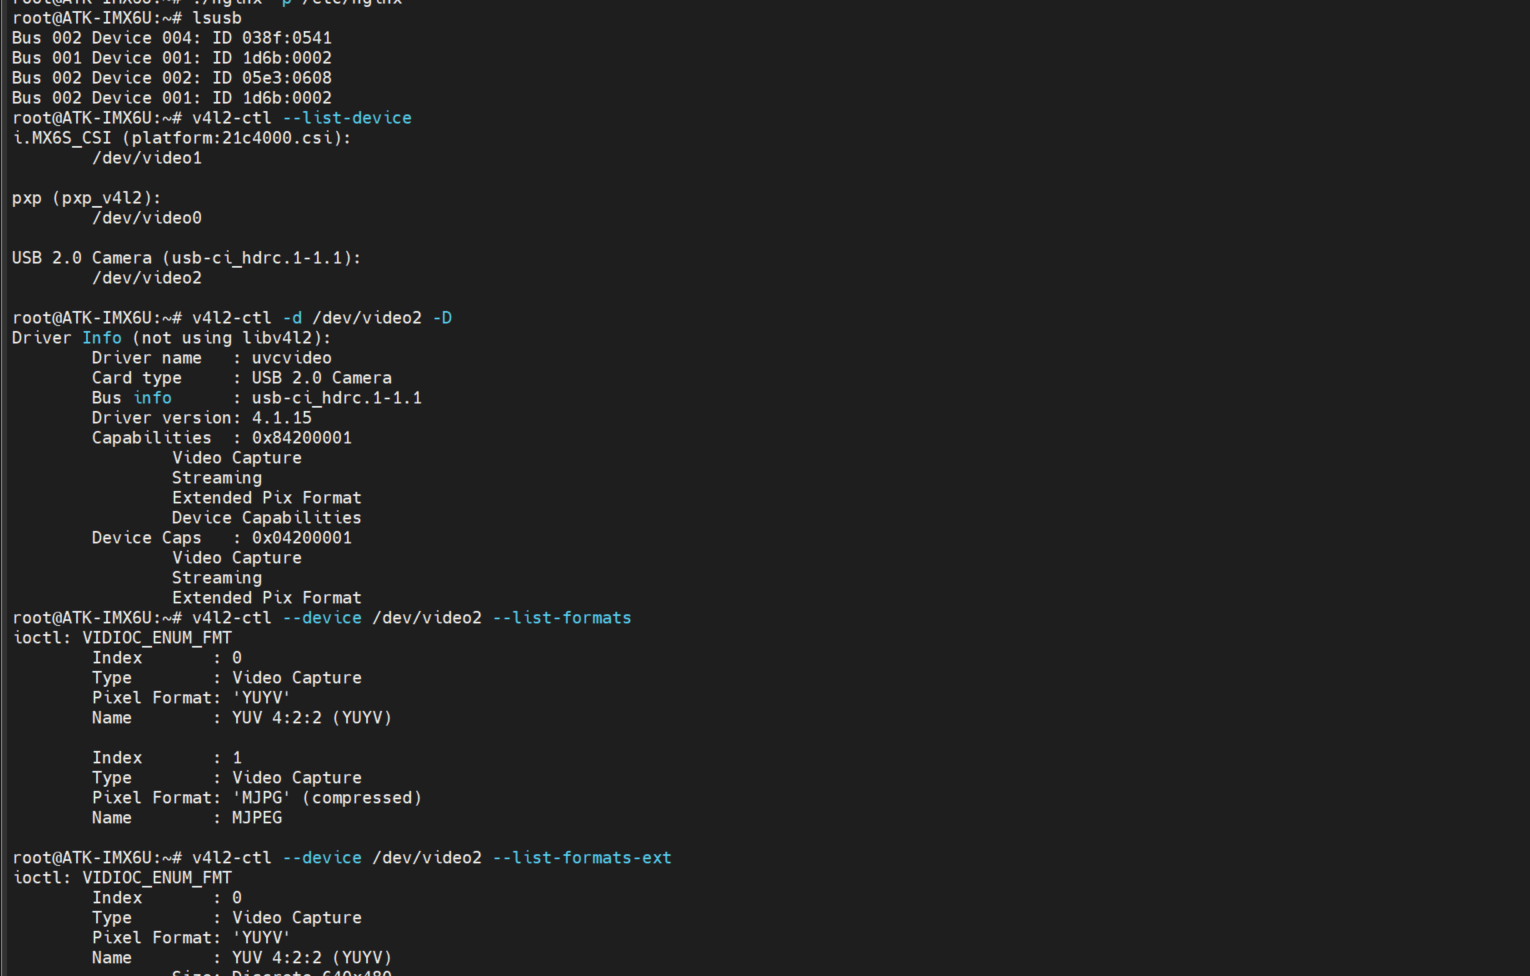 root@ATK-IMX6U:~# ./nginx -p /etc/nginx
root@ATK-IMX6U:~# lsusb
Bus 002 Device 004: ID 038f:0541
Bus 001 Device 001: ID 1d6b:0002
Bus 002 Device 002: ID 05e3:0608
Bus 002 Device 001: ID 1d6b:0002
root@ATK-IMX6U:~# v4l2-ctl --list-device
i.MX6S_CSI (platform:21c4000.csi):
        /dev/video1

pxp (pxp_v4l2):
        /dev/video0

USB 2.0 Camera (usb-ci_hdrc.1-1.1):
        /dev/video2

root@ATK-IMX6U:~# v4l2-ctl -d /dev/video2 -D
Driver Info (not using libv4l2):
        Driver name   : uvcvideo
        Card type     : USB 2.0 Camera
        Bus info      : usb-ci_hdrc.1-1.1
        Driver version: 4.1.15
        Capabilities  : 0x84200001
                Video Capture
                Streaming
                Extended Pix Format
                Device Capabilities
        Device Caps   : 0x04200001
                Video Capture
                Streaming
                Extended Pix Format
root@ATK-IMX6U:~# v4l2-ctl --device /dev/video2 --list-formats
ioctl: VIDIOC_ENUM_FMT
        Index       : 0
        Type        : Video Capture
        Pixel Format: 'YUYV'
        Name        : YUV 4:2:2 (YUYV)

        Index       : 1
        Type        : Video Capture
        Pixel Format: 'MJPG' (compressed)
        Name        : MJPEG

root@ATK-IMX6U:~# v4l2-ctl --device /dev/video2 --list-formats-ext
ioctl: VIDIOC_ENUM_FMT
        Index       : 0
        Type        : Video Capture
        Pixel Format: 'YUYV'
        Name        : YUV 4:2:2 (YUYV)
                Size: Discrete 640x480